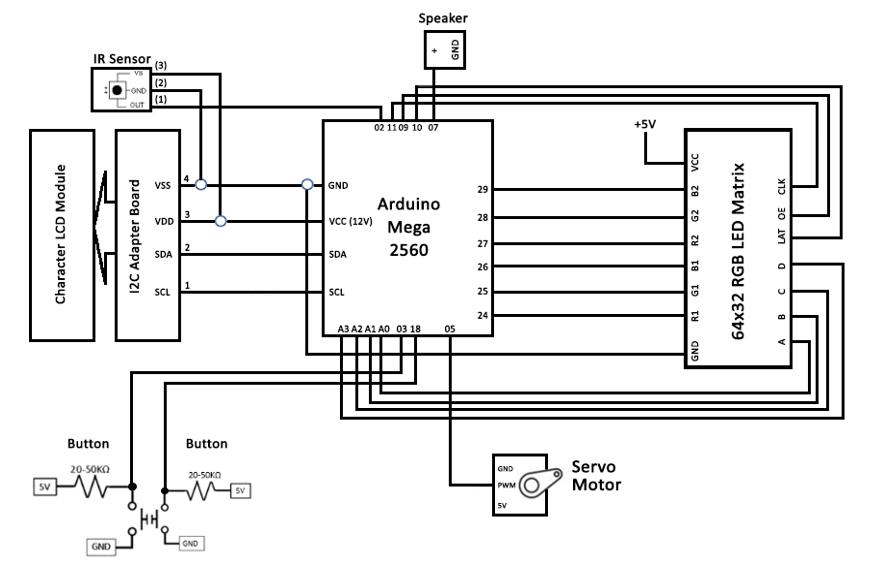 Speaker
+ GND
IR Sensor
(3)
VS
(2)
GND
(1)
OUT
02 11 09 10 07
+5V
VCC
Character LCD Module
I2C Adapter Board
VSS 4
VDD 3
SDA 2
SCL 1
GND
VCC (12V)
SDA
SCL
Arduino
Mega
2560
29
28
27
26
25
24
B2
G2
R2
B1
G1
R1
GND
64x32 RGB LED Matrix
CLK
OE
LAT
D
C
B
A
A3 A2 A1 A0 03 18 05
Button
Button
20-50KΩ
20-50KΩ
5V
5V
GND
GND
GND
PWM
5V
Servo
Motor